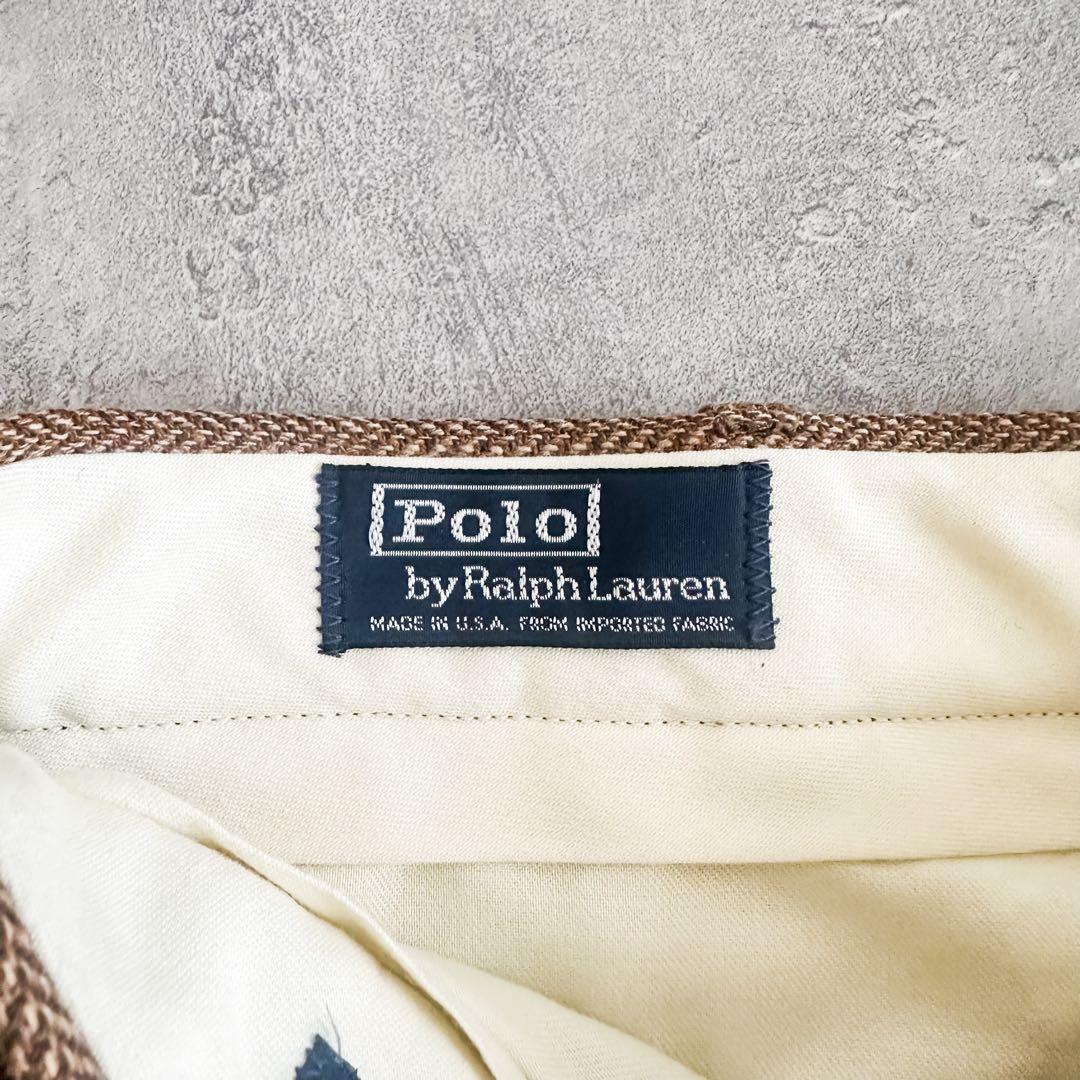 Polo
by Ralph Lauren
MADE IN U.S.A. FROM IMPORTED FABRIC